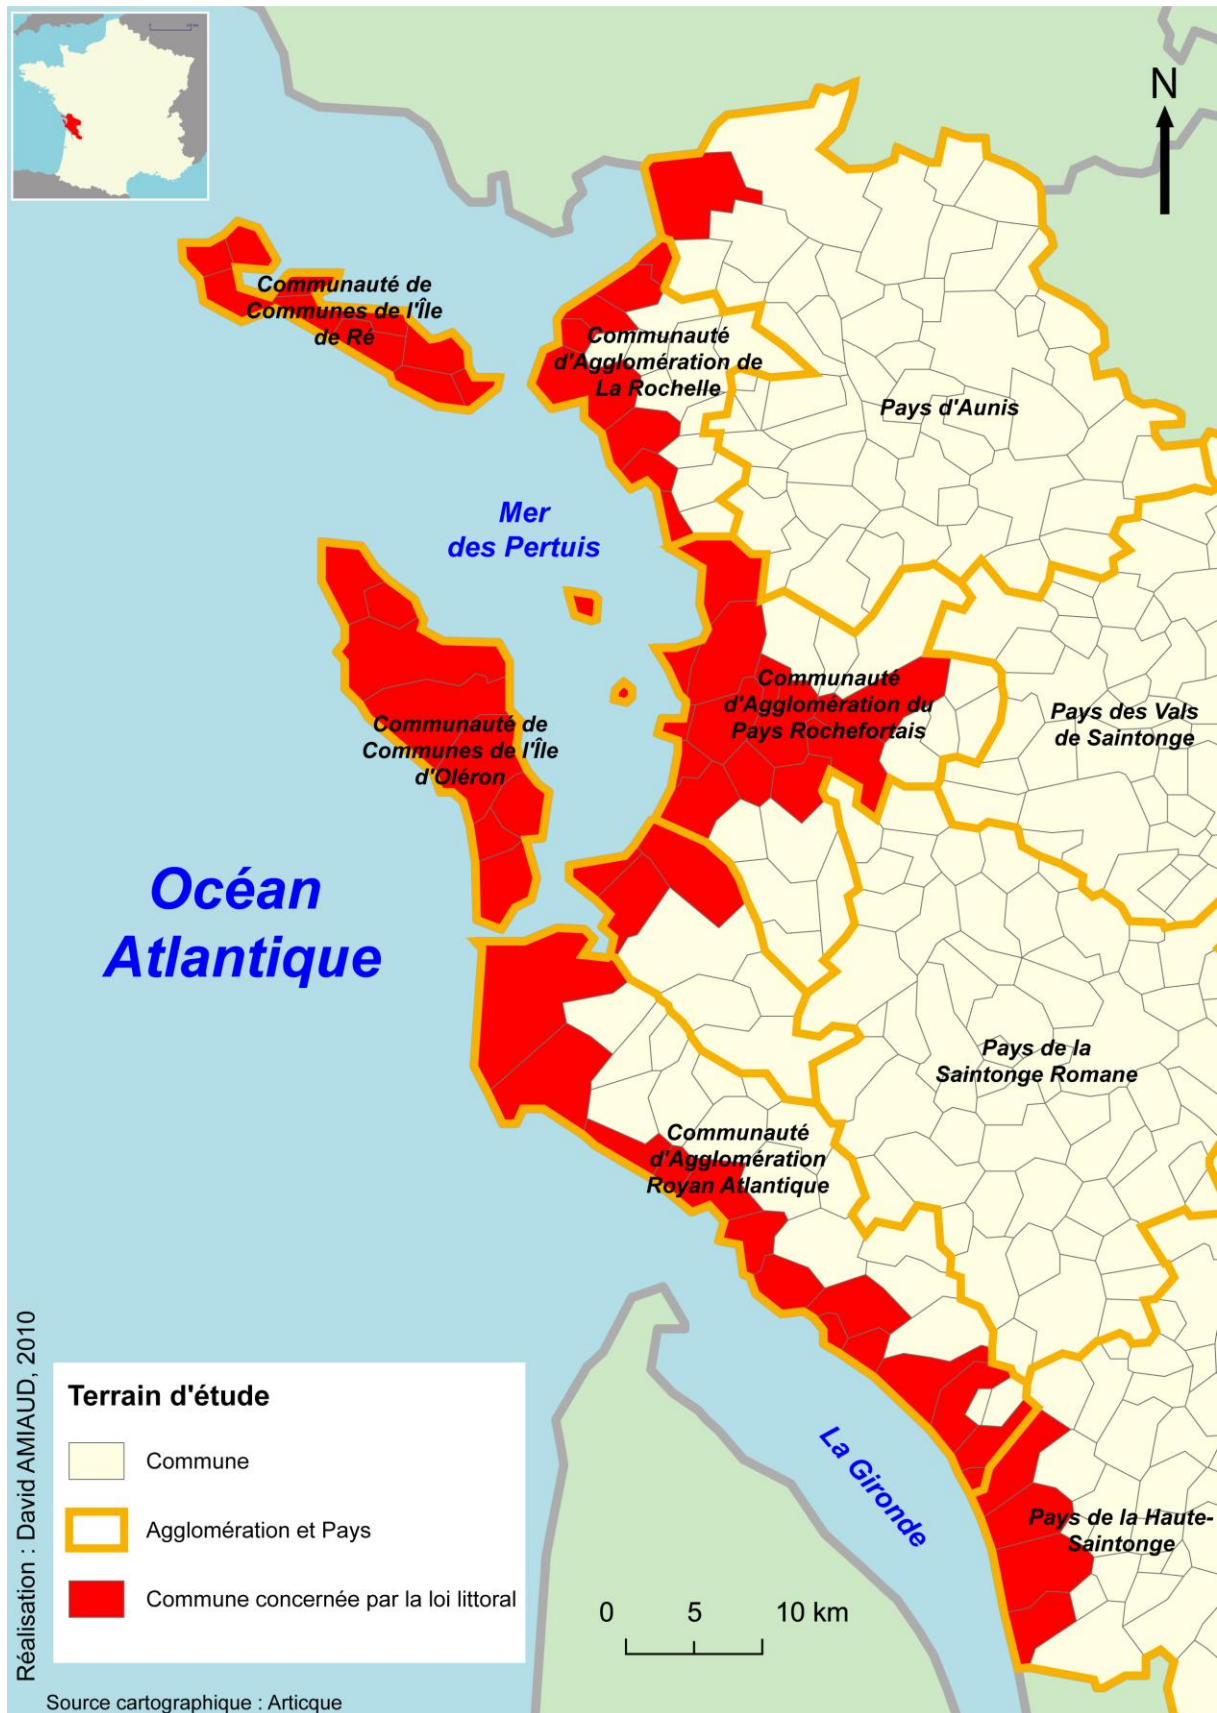 N
Communauté de
Communes de l'Île
de Ré
Communauté
d'Agglomération de
La Rochelle
Pays d'Aunis
Mer
des Pertuis
Communauté
d'Agglomération du
Pays Rochefortais
Pays des Vals
de Saintonge
Communauté de
Communes de l'Île
d'Oléron
Océan
Atlantique
Pays de la
Saintonge Romane
Communauté
d'Agglomération
Royan Atlantique
La Gironde
Pays de la Haute-
Saintonge
Terrain d'étude
Commune
Agglomération et Pays
Commune concernée par la loi littoral
0 5 10 km
Réalisation : David AMIAUD, 2010
Source cartographique : Articque